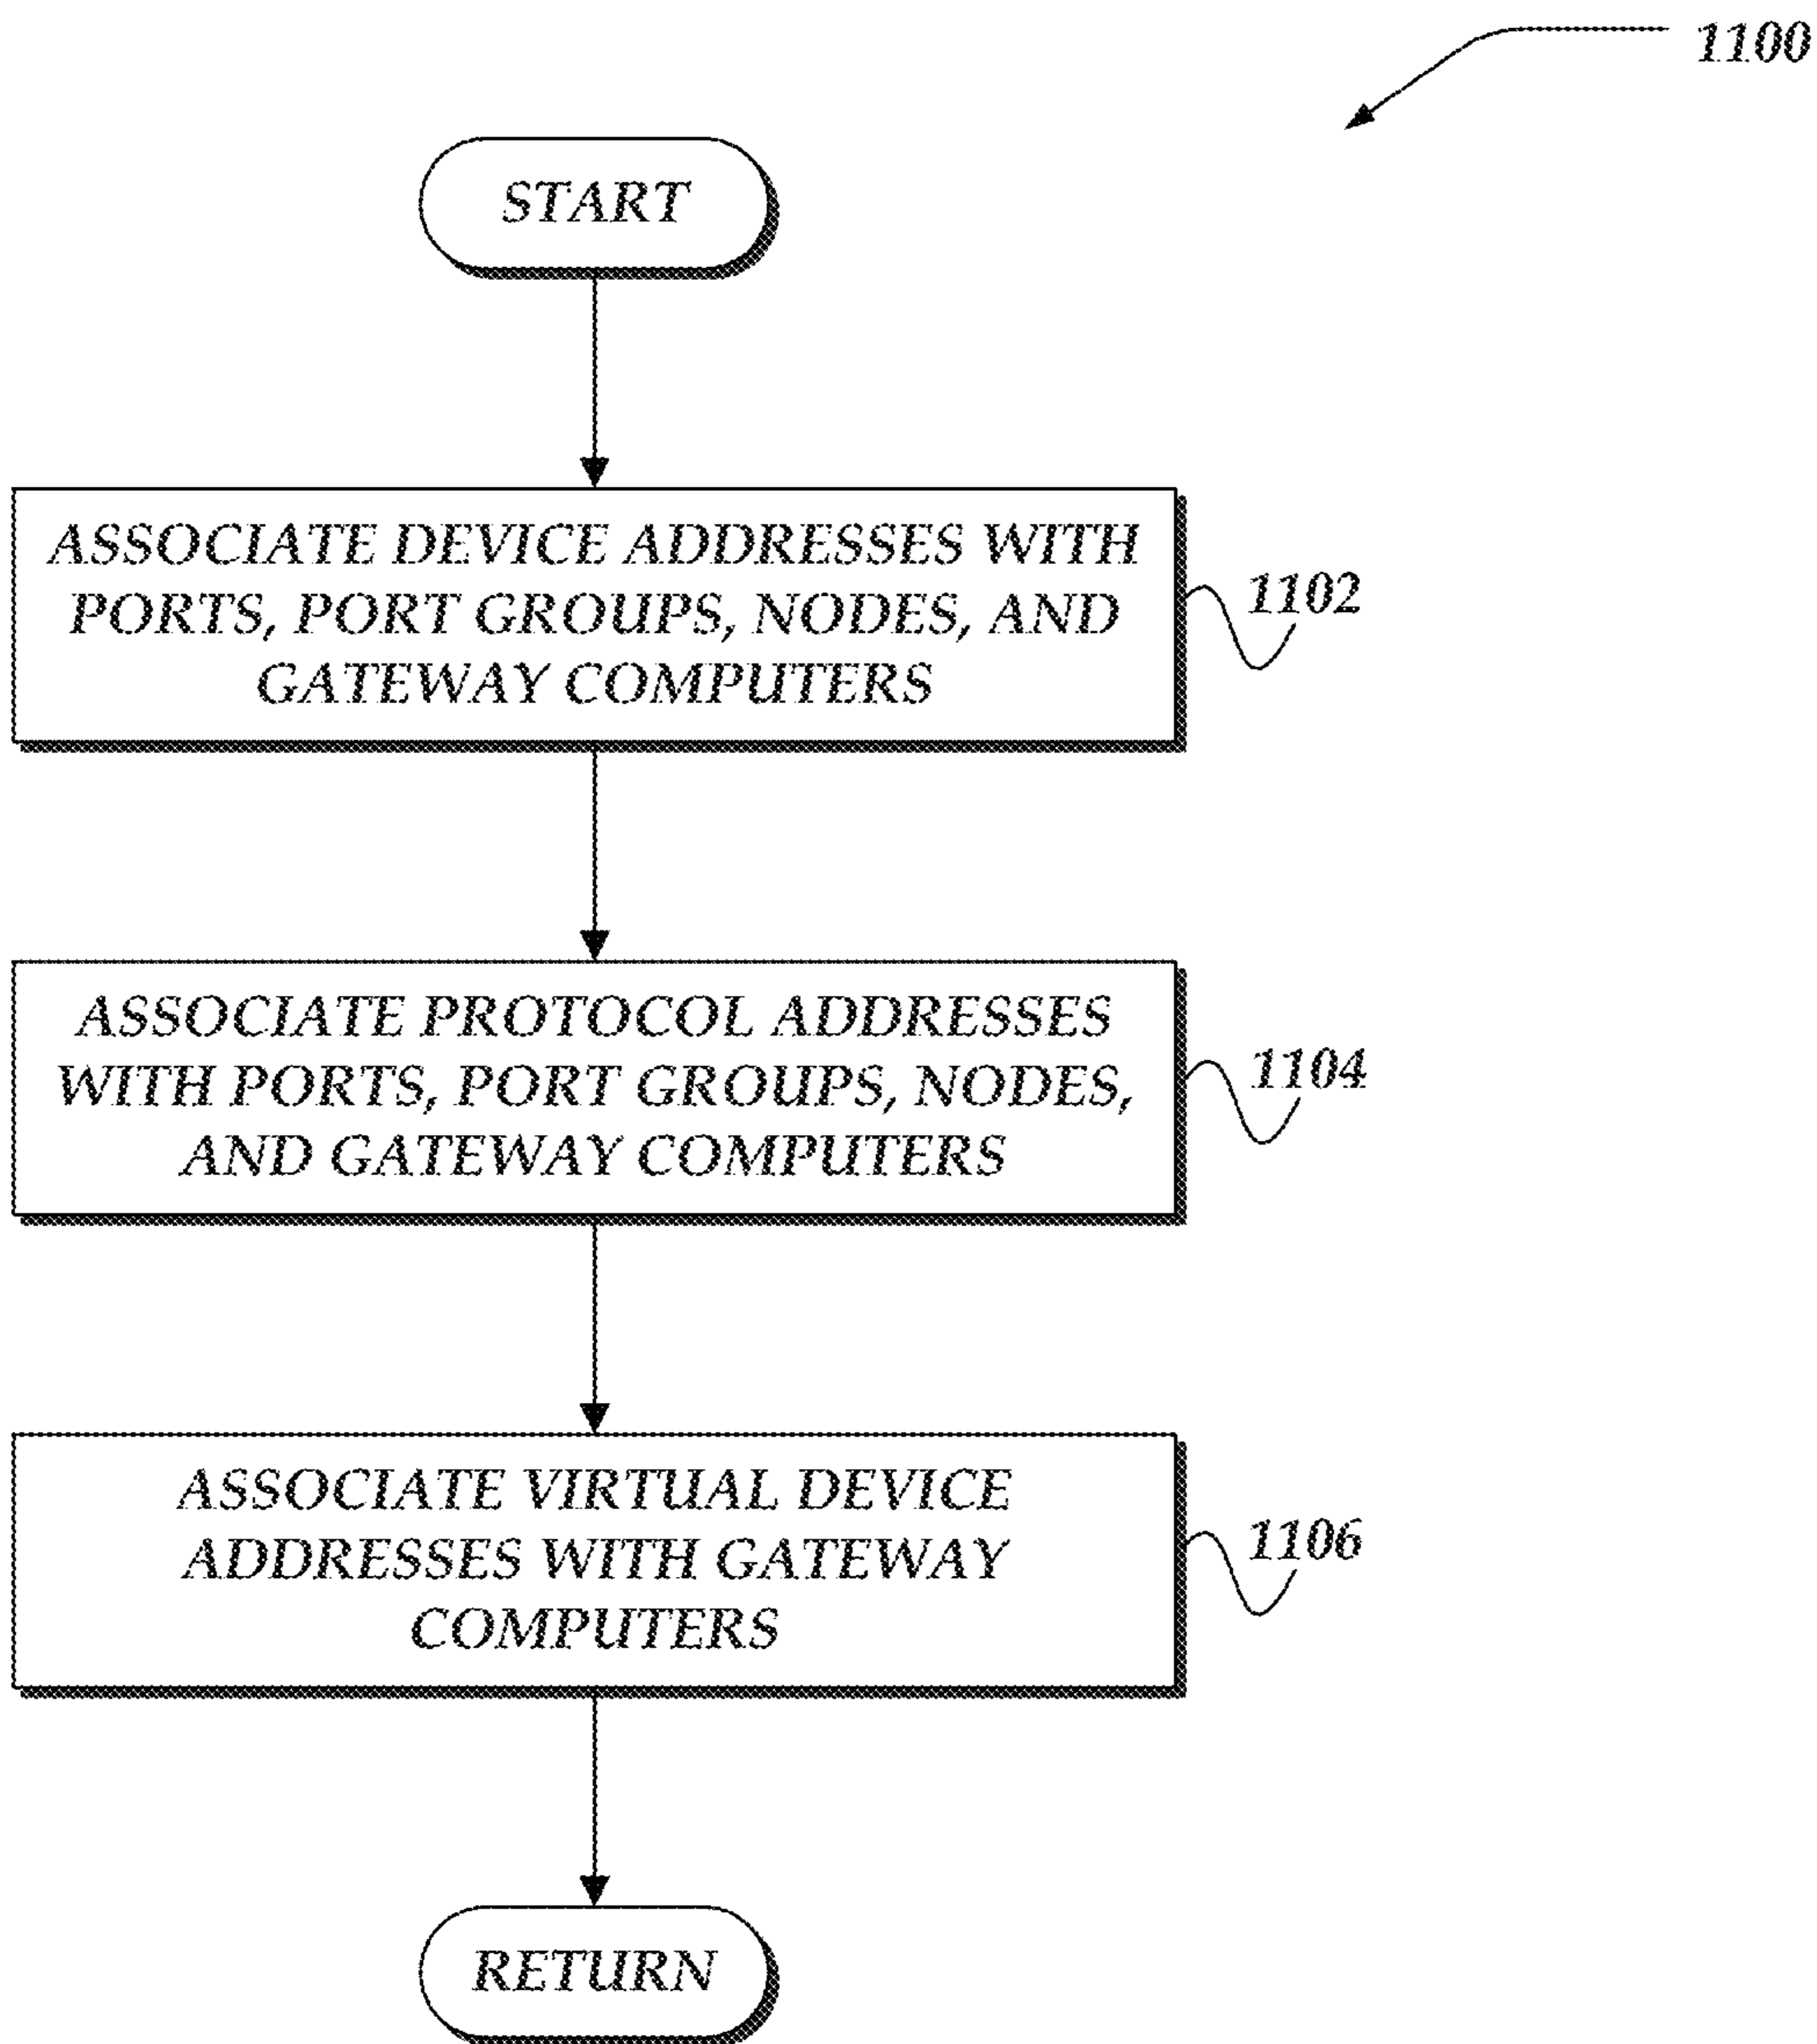 1100
START
ASSOCIATE DEVICE ADDRESSES WITH
PORTS, PORT GROUPS, NODES, AND
GATEWAY COMPUTERS
1102
ASSOCIATE PROTOCOL ADDRESSES
WITH PORTS, PORT GROUPS, NODES,
AND GATEWAY COMPUTERS
1104
ASSOCIATE VIRTUAL DEVICE
ADDRESSES WITH GATEWAY
COMPUTERS
1106
RETURN